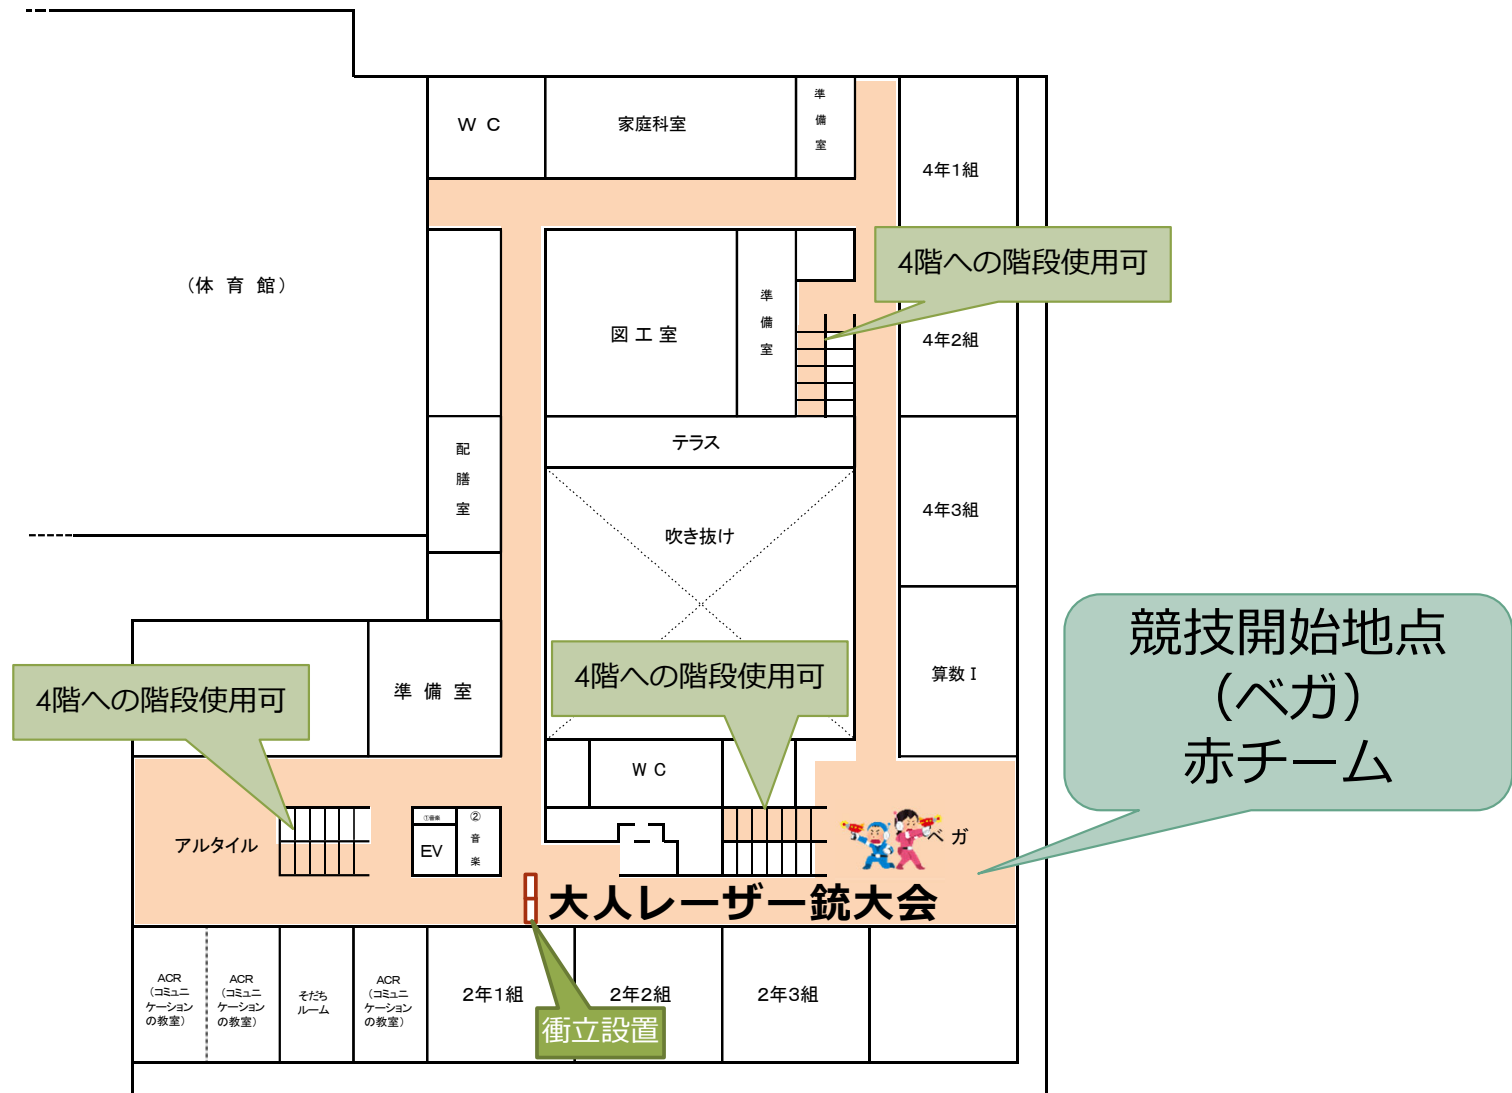 W C
家庭科室
準
備
室
4年1組
4階への階段使用可
(体 育 館)
図 工 室
準
備
室
4年2組
テラス
配
膳
室
4年3組
吹き抜け
競技開始地点
(ベガ)
赤チーム
4階への階段使用可
4階への階段使用可
準 備 室
算数 I
W C
アルタイル
①音楽
EV
②
音
楽
ベ ガ
大人レーザー銃大会
ACR
(コミュニ
ケーション
の教室)
ACR
(コミュニ
ケーション
の教室)
そだち
ルーム
ACR
(コミュニ
ケーション
の教室)
2年1組
2年2組
2年3組
衝立設置